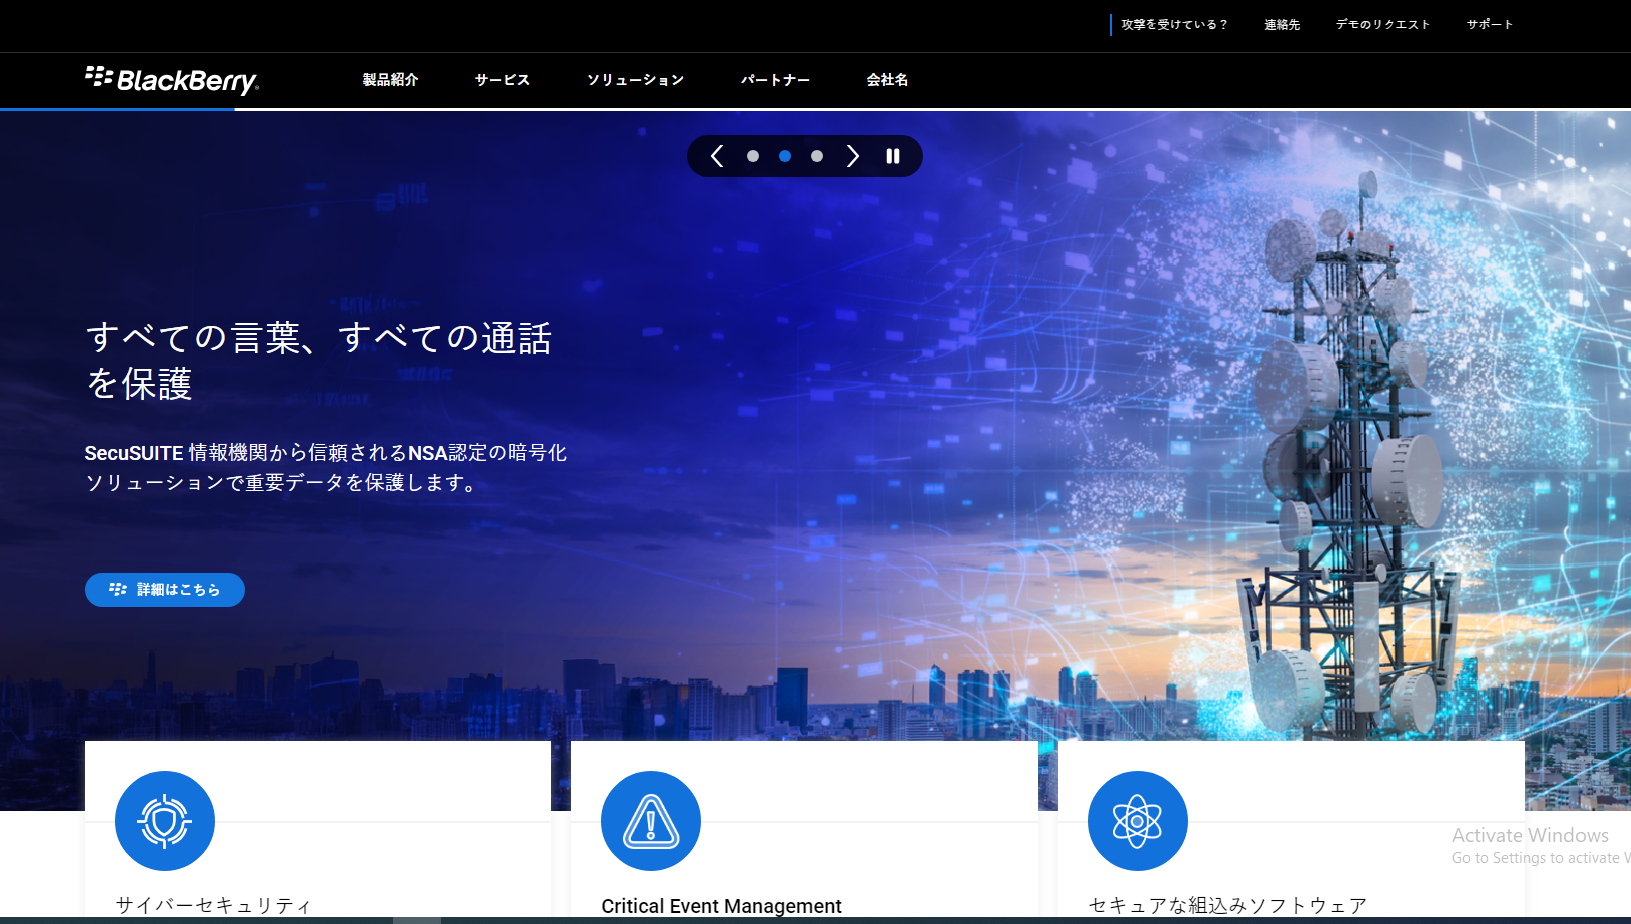 攻撃を受けている？ 連絡先 デモのリクエスト サポート
BlackBerry 製品紹介 サービス ソリューション パートナー 会社名
すべての言葉、すべての通話
を保護
SecuSUITE 情報機関から信頼されるNSA認定の暗号化
ソリューションで重要データを保護します。
詳細はこちら
Activate Windows
Go to Settings to activate W
サイバーセキュリティ Critical Event Management セキュアな組込みソフトウェア